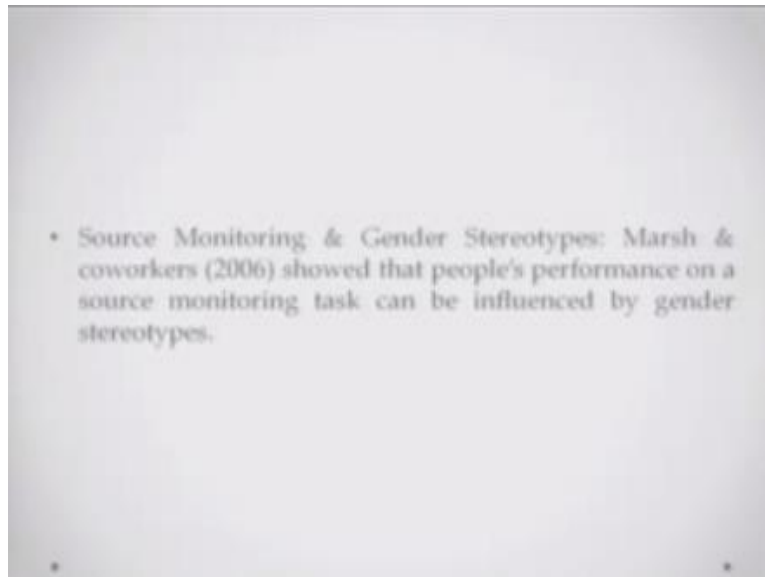 • Source Monitoring & Gender Stereotypes: Marsh &
coworkers (2006) showed that people's performance on a
source monitoring task can be influenced by gender
stereotypes.